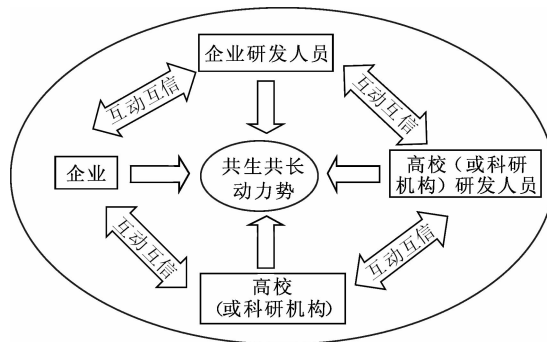 企业研发人员
互动互信
互动互信
企业
共生共长
动力势
高校（或科研
机构）研发人员
互动互信
互动互信
高校
(或科研机构)